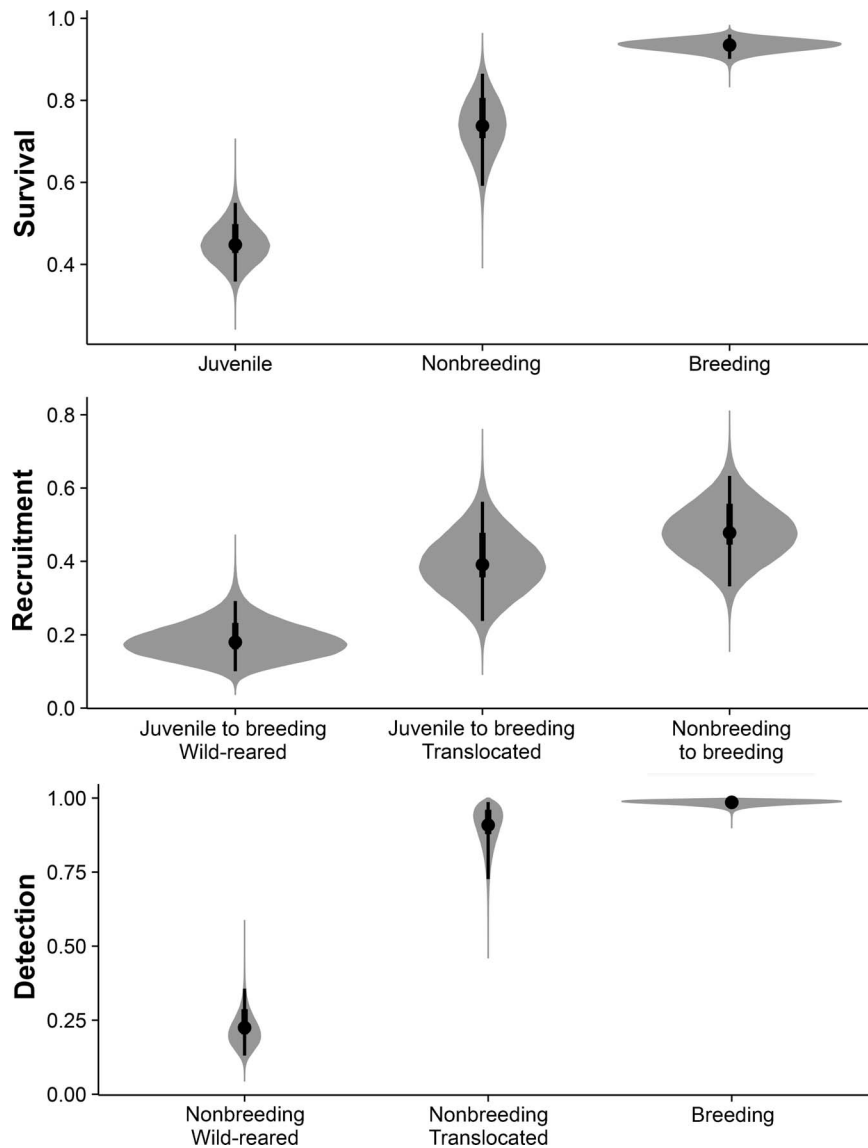 Survival
1.0
0.8
0.6
0.4
Juvenile
Nonbreeding
Breeding
Recruitment
0.8
0.6
0.4
0.2
0.0
Juvenile to breeding
Wild-reared
Juvenile to breeding
Translocated
Nonbreeding
to breeding
Detection
1.00
0.75
0.50
0.25
0.00
Nonbreeding
Wild-reared
Nonbreeding
Translocated
Breeding